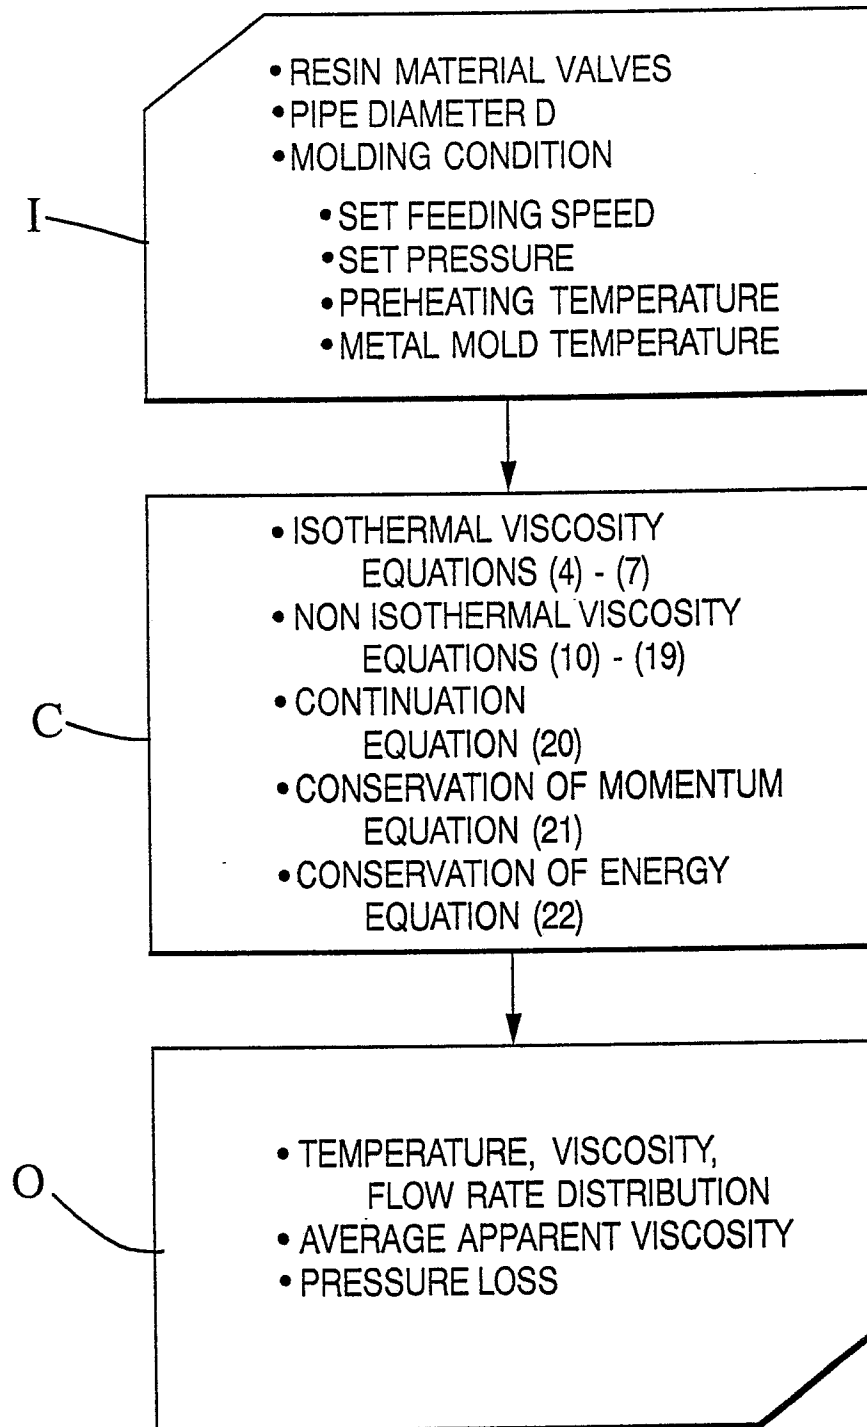 • RESIN MATERIAL VALVES
• PIPE DIAMETER D
• MOLDING CONDITION
I
• SET FEEDING SPEED
• SET PRESSURE
• PREHEATING TEMPERATURE
• METAL MOLD TEMPERATURE
• ISOTHERMAL VISCOSITY
EQUATIONS (4) - (7)
• NON ISOTHERMAL VISCOSITY
EQUATIONS (10) - (19)
• CONTINUATION
C
EQUATION (20)
• CONSERVATION OF MOMENTUM
EQUATION (21)
• CONSERVATION OF ENERGY
EQUATION (22)
• TEMPERATURE, VISCOSITY,
O
FLOW RATE DISTRIBUTION
• AVERAGE APPARENT VISCOSITY
• PRESSURE LOSS